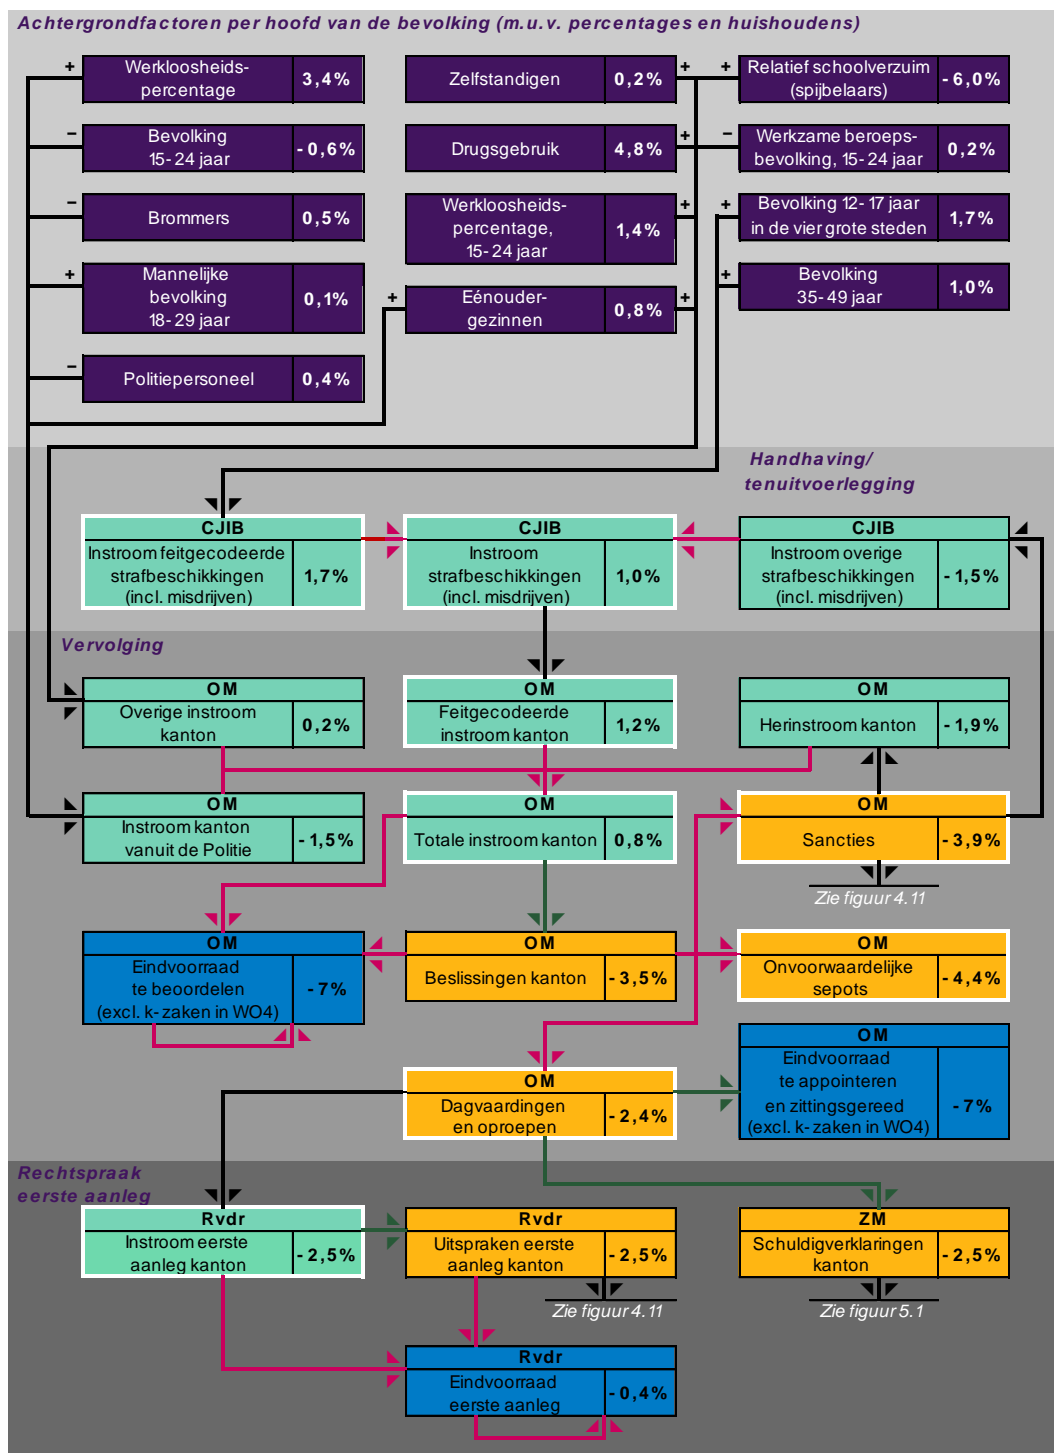 Achtergrondfactoren per hoofd van de bevolking (m.u.v. percentages en huishoudens)
+
Werkloosheids-
percentage
3,4%
Zelfstandigen
0,2%
+
+
Relatief schoolverzuim
(spijbelaars)
- 6,0%
−
Bevolking
15- 24 jaar
- 0,6%
Drugsgebruik
4,8%
+
−
Werkzame beroeps-
bevolking, 15- 24 jaar
0,2%
−
Brommers
0,5%
Werkloosheids-
percentage,
15- 24 jaar
1,4%
+
+
Bevolking 12- 17 jaar
in de vier grote steden
1,7%
+
Mannelijke
bevolking
18- 29 jaar
0,1%
+
Eénouder-
gezinnen
0,8%
+
+
Bevolking
35- 49 jaar
1,0%
−
Politiepersoneel
0,4%
Handhaving/
tenuitvoerlegging
CJIB
Instroom feitgecodeerde
strafbeschikkingen
(incl. misdrijven)
1,7%
CJIB
Instroom
strafbeschikkingen
(incl. misdrijven)
1,0%
CJIB
Instroom overige
strafbeschikkingen
(incl. misdrijven)
- 1,5%
Vervolging
OM
Overige instroom
kanton
0,2%
OM
Feitgecodeerde
instroom kanton
1,2%
OM
Herinstroom kanton
- 1,9%
OM
Instroom kanton
vanuit de Politie
- 1,5%
OM
Totale instroom kanton
0,8%
OM
Sancties
- 3,9%
Zie figuur 4.11
OM
Eindvoorraad
te beoordelen
(excl. k- zaken in WO4)
- 7%
OM
Beslissingen kanton
- 3,5%
OM
Onvoorwaardelijke
sepots
- 4,4%
OM
Eindvoorraad
te appointeren
en zittingsgereed
(excl. k- zaken in WO4)
- 7%
OM
Dagvaardingen
en oproepen
- 2,4%
Rechtspraak
eerste aanleg
Rvdr
Instroom eerste
aanleg kanton
- 2,5%
Rvdr
Uitspraken eerste
aanleg kanton
- 2,5%
ZM
Schuldigverklaringen
kanton
- 2,5%
Zie figuur 4.11
Zie figuur 5.1
Rvdr
Eindvoorraad
eerste aanleg
- 0,4%